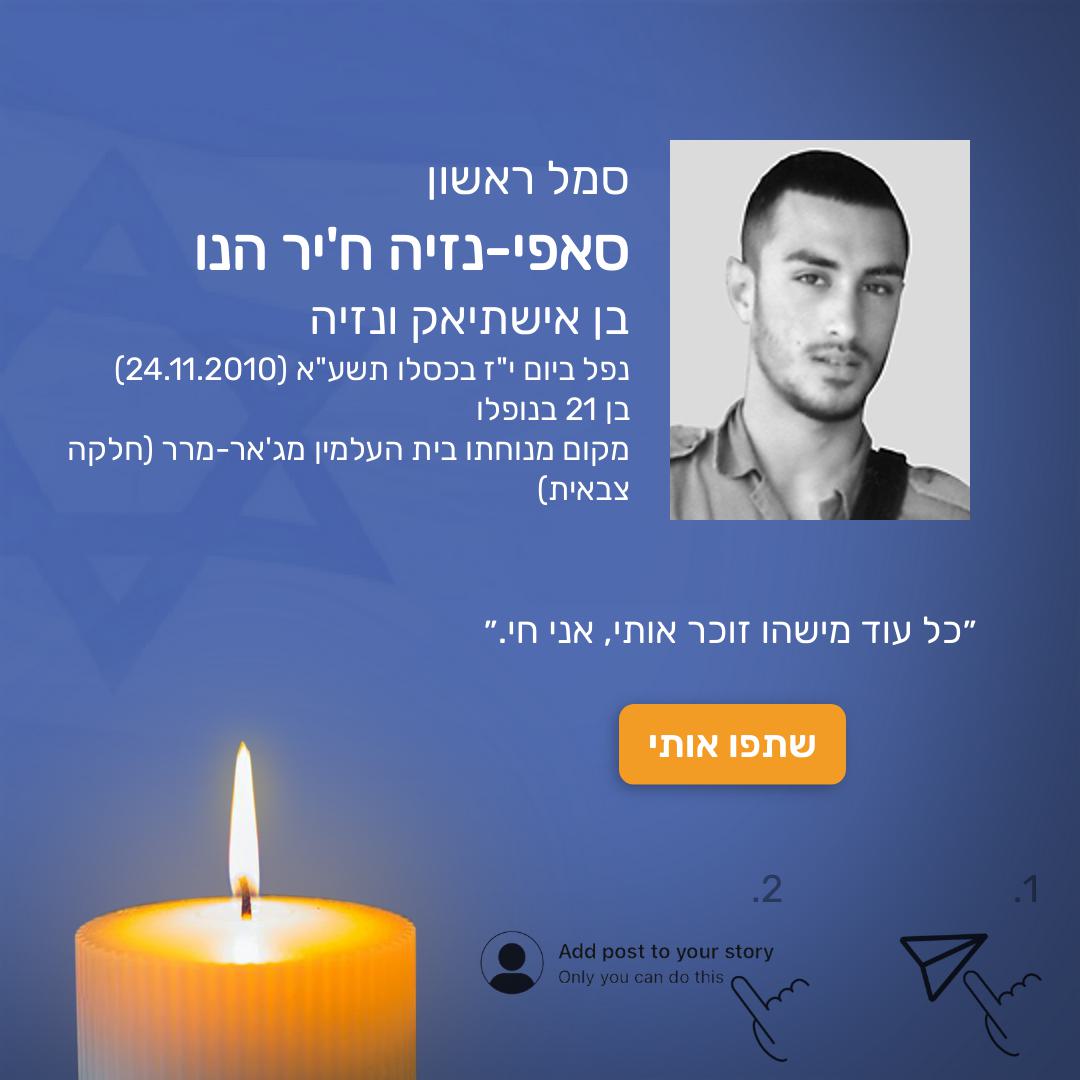 סמל ראשון
סאפי-נזיה ח'יר הנו
בן אישתיאק ונזיה
נפל ביום י"ז בכסלו תשע"א (24.11.2010)
בן 21 בנופלו
מקום מנוחתו בית העלמין מג'אר-מרר (חלקה
צבאית)
״כל עוד מישהו זוכר אותי, אני חי.״
שתפו אותי
.1
.2
Add post to your story
Only you can do this